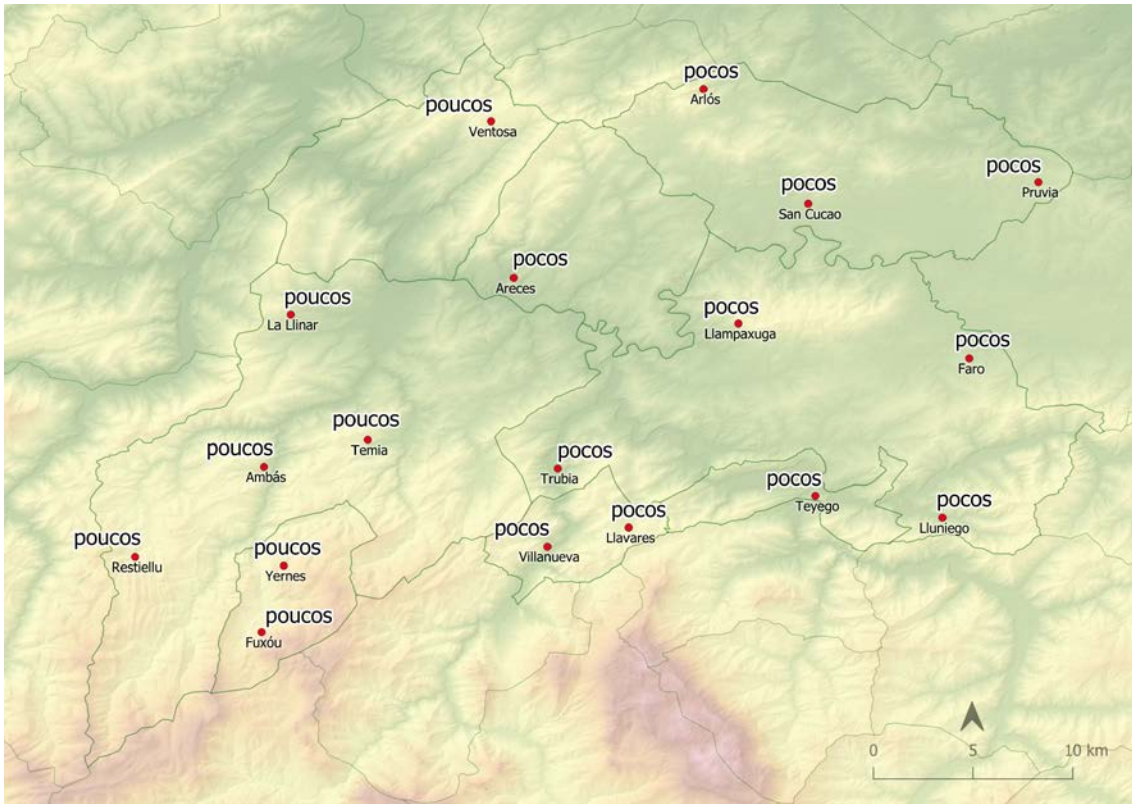 pocos
Arlós
poucos
Ventosa
pocos
Pruvia
pocos
San Cucao
pocos
Areces
poucos
La Llinar
pocos
Llampaxuga
pocos
Faro
poucos
Temia
poucos
Ambás
pocos
Trubia
pocos
Teyego
pocos
Lluniego
pocos
Llavares
pocos
Villanueva
poucos
Restiellu
poucos
Yernes
poucos
Fuxóu
0 5 10 km